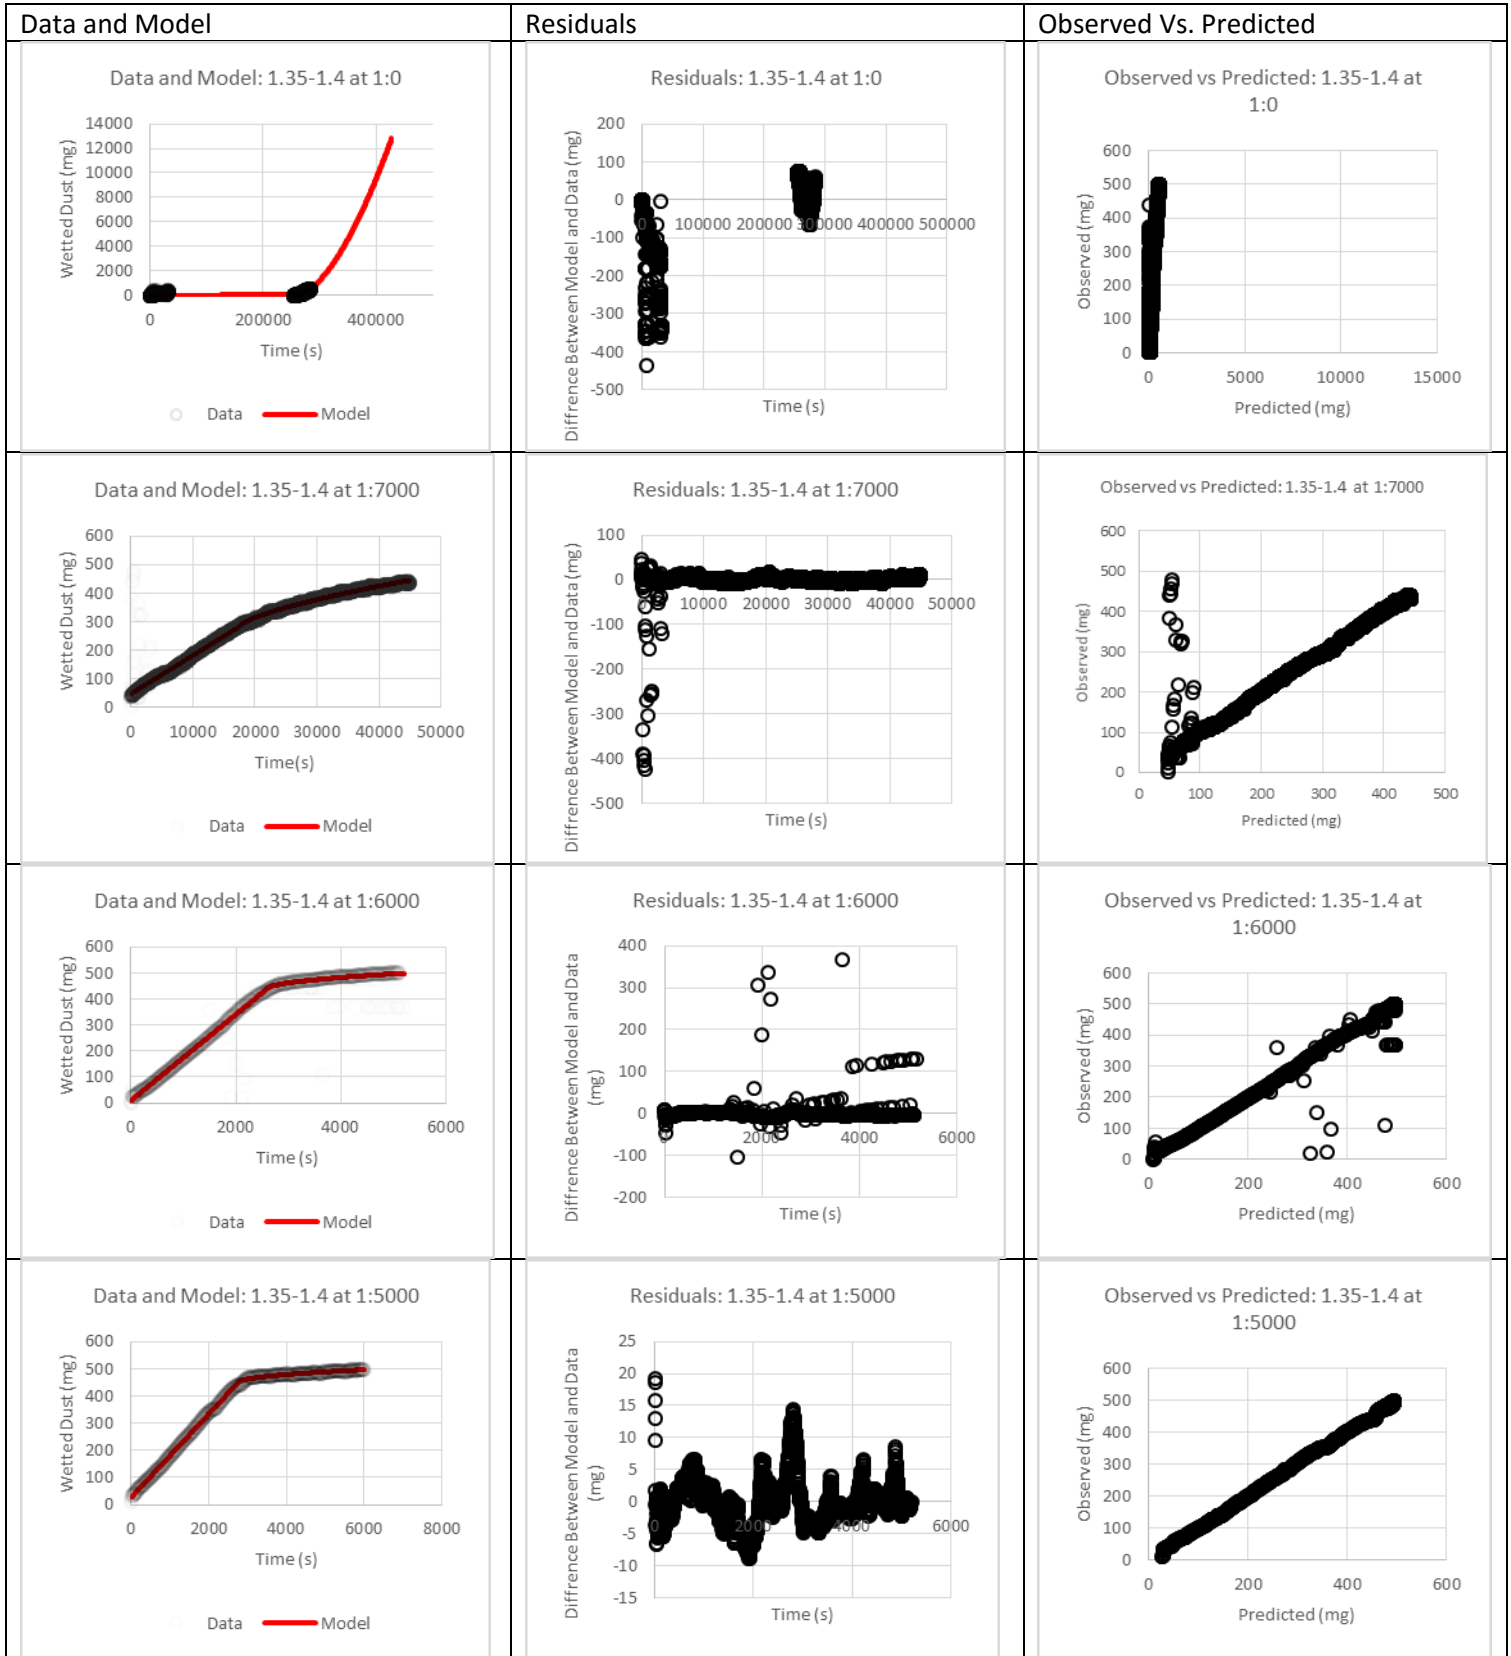 Data and Model
Residuals
Observed Vs. Predicted
Data and Model: 1.35-1.4 at 1:0
Wetted Dust (mg)
14000
12000
10000
8000
6000
4000
2000
0
0 200000 400000
Time (s)
Data Model
Residuals: 1.35-1.4 at 1:0
Diffrence Between Model and Data (mg)
200
100
0
-100
-200
-300
-400
-500
0 100000 200000 300000 400000 500000
Time (s)
Observed vs Predicted: 1.35-1.4 at
1:0
Observed (mg)
600
500
400
300
200
100
0
0 5000 10000 15000
Predicted (mg)
Data and Model: 1.35-1.4 at 1:7000
Wetted Dust (mg)
600
500
400
300
200
100
0
0 10000 20000 30000 40000 50000
Time(s)
Data Model
Residuals: 1.35-1.4 at 1:7000
Diffrence Between Model and Data (mg)
100
0
-100
-200
-300
-400
-500
0 10000 20000 30000 40000 50000
Time (s)
Observed vs Predicted: 1.35-1.4 at 1:7000
Observed (mg)
600
500
400
300
200
100
0
0 100 200 300 400 500
Predicted (mg)
Data and Model: 1.35-1.4 at 1:6000
Wetted Dust (mg)
600
500
400
300
200
100
0
0 2000 4000 6000
Time (s)
Data Model
Residuals: 1.35-1.4 at 1:6000
Diffrence Between Model and Data
(mg)
400
300
200
100
0
-100
-200
0 2000 4000 6000
Time (s)
Observed vs Predicted: 1.35-1.4 at
1:6000
Observed (mg)
600
500
400
300
200
100
0
0 200 400 600
Predicted (mg)
Data and Model: 1.35-1.4 at 1:5000
Wetted Dust (mg)
600
500
400
300
200
100
0
0 2000 4000 6000 8000
Time (s)
Data Model
Residuals: 1.35-1.4 at 1:5000
Diffrence Between Model and Data
(mg)
25
20
15
10
5
0
-5
-10
-15
0 2000 4000 6000
Time (s)
Observed vs Predicted: 1.35-1.4 at
1:5000
Observed (mg)
600
500
400
300
200
100
0
0 200 400 600
Predicted (mg)